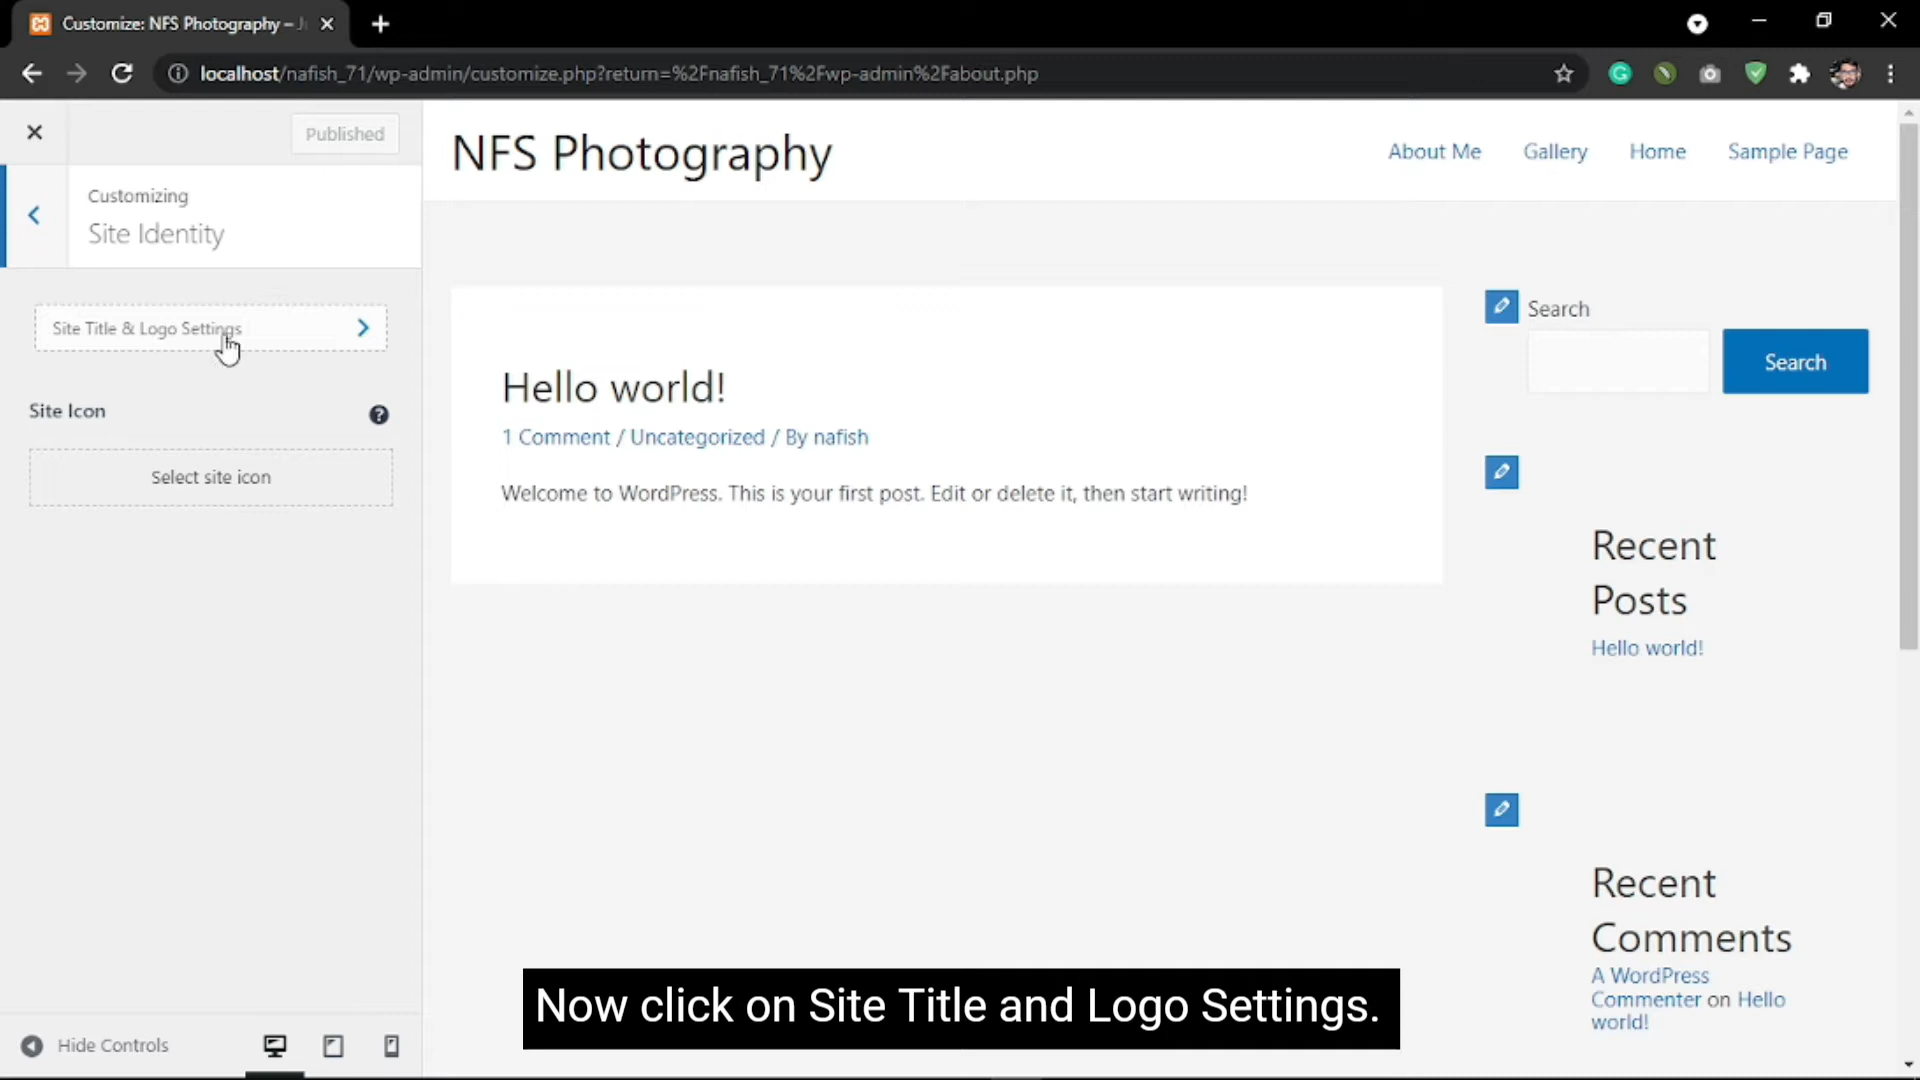 Customize: NFS Photography –
localhost/nafish_71/wp-admin/customize.php?return=%2Fnafish_71%2Fwp-admin%2Fabout.php
Published
Customizing
Site Identity
Site Title & Logo Settings
Site Icon
Select site icon
Hide Controls
NFS Photography
About Me
Gallery
Home
Sample Page
Hello world!
1 Comment / Uncategorized / By nafish
Welcome to WordPress. This is your first post. Edit or delete it, then start writing!
Search
Search
Recent
Posts
Hello world!
Recent
Comments
A WordPress
Commenter on Hello
world!
Now click on Site Title and Logo Settings.